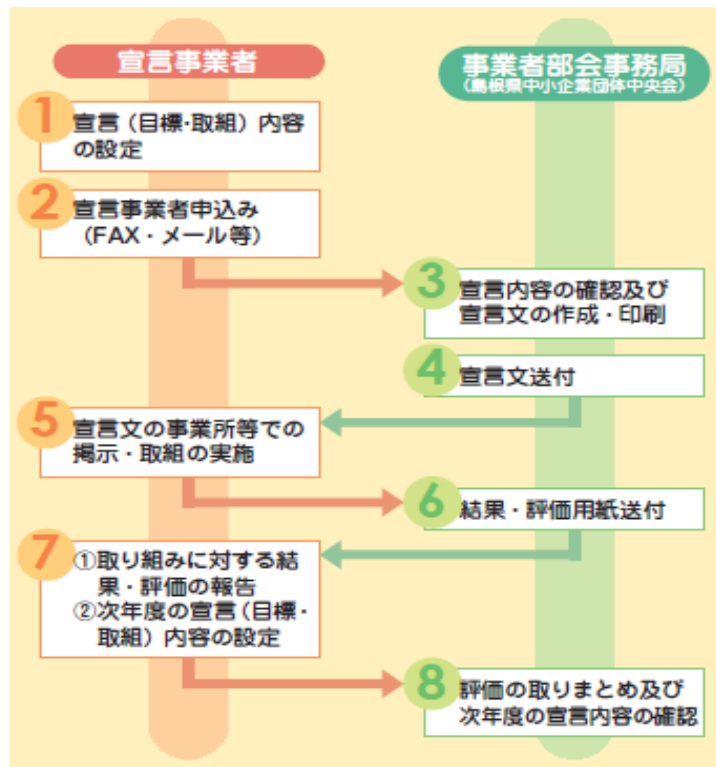 宣言事業者
事業者部会事務局
(島根県中小企業団体中央会)
1
宣言(目標・取組)内容
の設定
2
宣言事業者申込み
(FAX・メール等)
3
宣言内容の確認及び
宣言文の作成・印刷
4
宣言文送付
5
宣言文の事業所等での
掲示・取組の実施
6
結果・評価用紙送付
7
①取り組みに対する結
果・評価の報告
②次年度の宣言(目標・
取組)内容の設定
8
評価の取りまとめ及び
次年度の宣言内容の確認